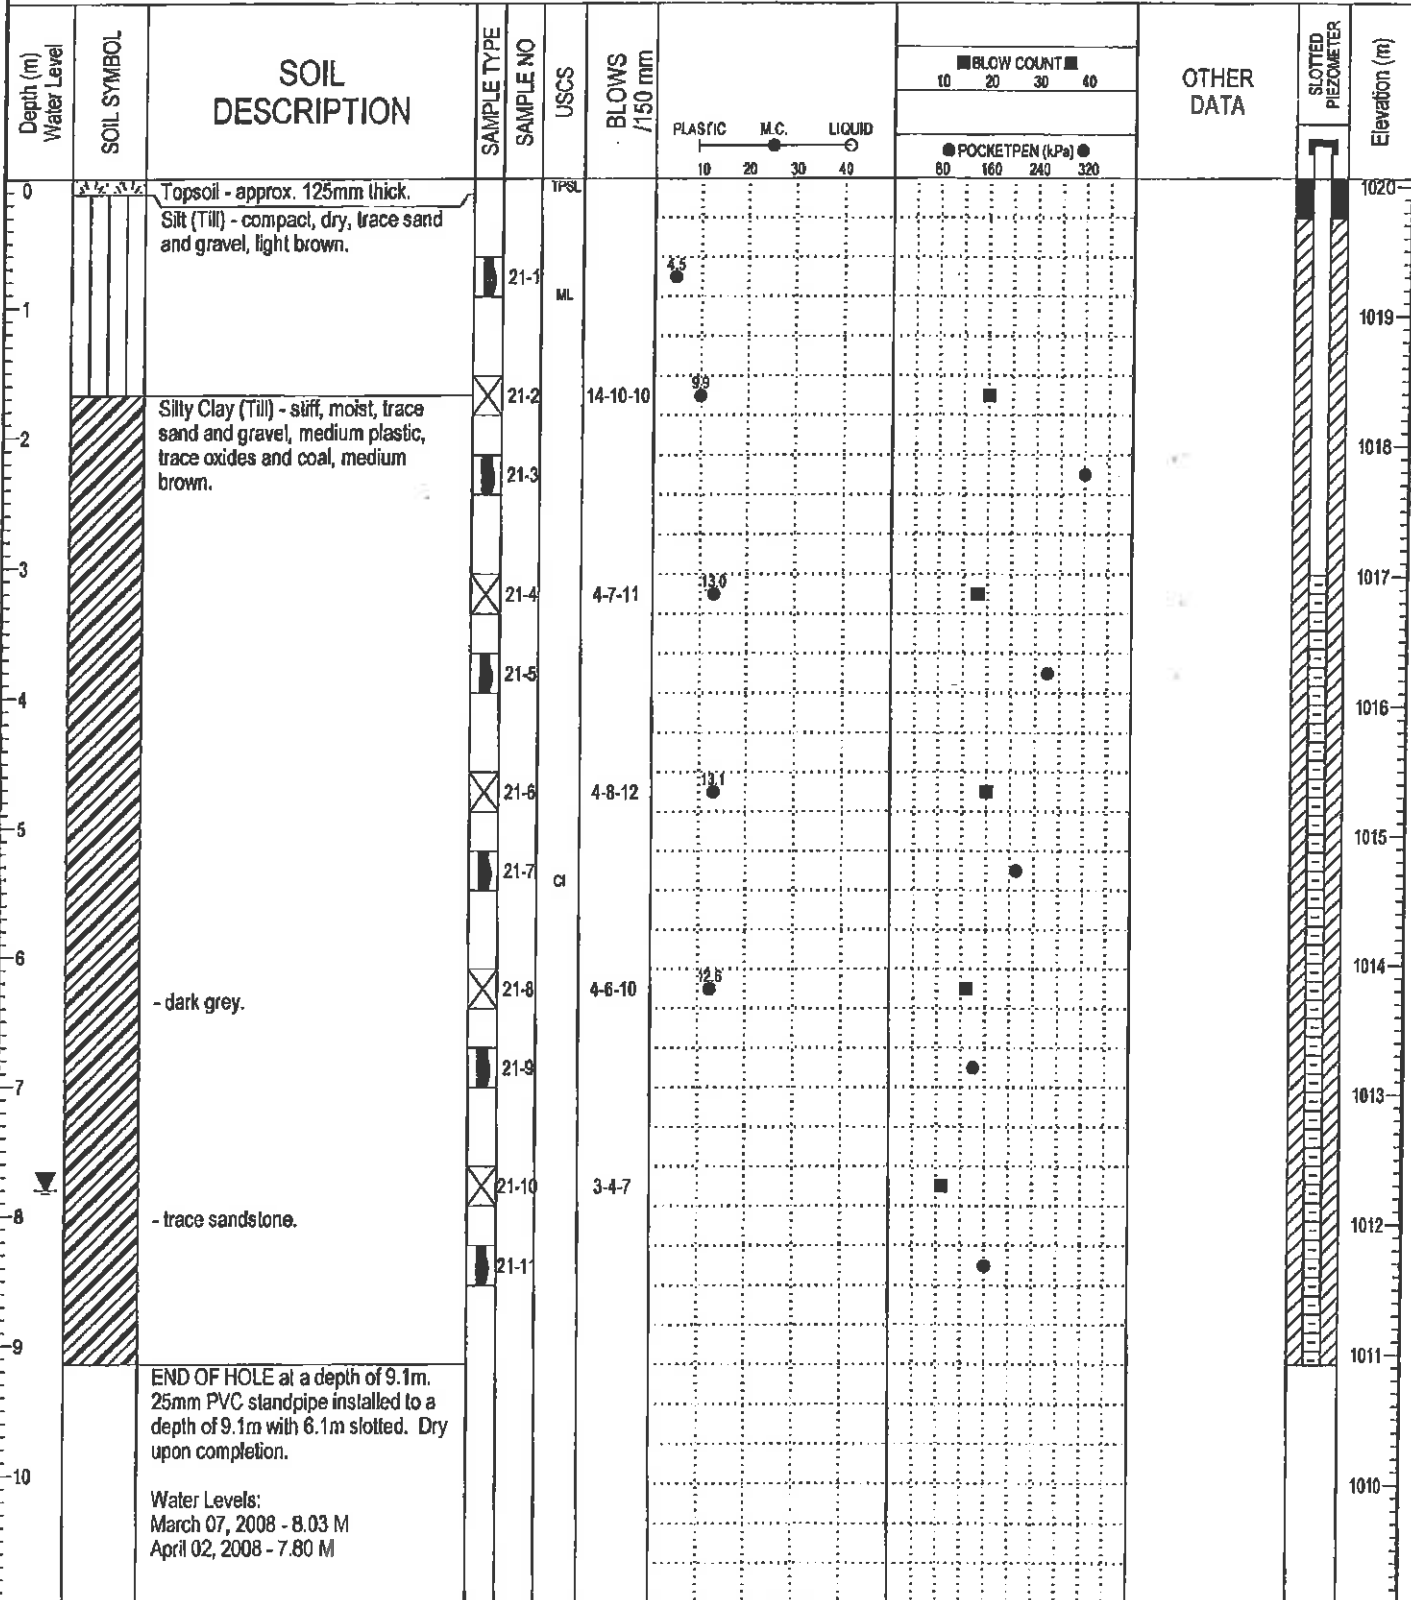 Depth (m)
Water Level
SOIL SYMBOL
SOIL
DESCRIPTION
SAMPLE TYPE
SAMPLE NO
USCS
BLOWS
/150 mm
PLASTIC M.C. LIQUID
10 20 30 40
BLOW COUNT
10 20 30 40
POCKETPEN (kPa)
80 160 240 320
OTHER
DATA
SLOTTED
PIEZOMETER
Elevation (m)
0 Topsoil - approx. 125mm thick. TPSL 1020
Silt (Till) - compact, dry, trace sand
and gravel, light brown.
21-1 4.5
ML
1 1019
21-2 14-10-10 9.9
Silty Clay (Till) - stiff, moist, trace
sand and gravel, medium plastic,
trace oxides and coal, medium
brown.
2 1018
21-3
3 1017
21-4 4-7-11 13.0
21-5
4 1016
21-6 4-8-12 13.1
5 1015
21-7
CI
6 1014
21-8 4-6-10 12.6
- dark grey.
21-9
7 1013
21-10 3-4-7
8 1012
- trace sandstone.
21-11
9 1011
END OF HOLE at a depth of 9.1m.
25mm PVC standpipe installed to a
depth of 9.1m with 6.1m slotted. Dry
upon completion.
10 1010
Water Levels:
March 07, 2008 - 8.03 M
April 02, 2008 - 7.80 M